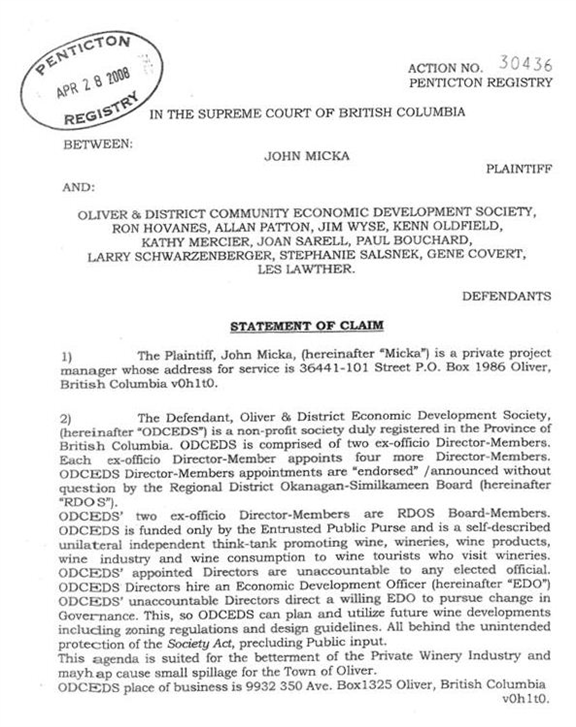 PENTICTON
APR 28 2008
REGISTRY
ACTION NO. 30436
PENTICTON REGISTRY
IN THE SUPREME COURT OF BRITISH COLUMBIA
BETWEEN:
JOHN MICKA
PLAINTIFF
AND:
OLIVER & DISTRICT COMMUNITY ECONOMIC DEVELOPMENT SOCIETY,
RON HOVANES, ALLAN PATTON, JIM WYSE, KENN OLDFIELD,
KATHY MERCIER, JOAN SARELL, PAUL BOUCHARD,
LARRY SCHWARZENBERGER, STEPHANIE SALSNEK, GENE COVERT,
LES LAWTHER.
DEFENDANTS
STATEMENT OF CLAIM
1) The Plaintiff, John Micka, (hereinafter “Micka”) is a private project
manager whose address for service is 36441-101 Street P.O. Box 1986 Oliver,
British Columbia v0h1t0.
2) The Defendant, Oliver & District Economic Development Society,
(hereinafter “ODCEDS”) is a non-profit society duly registered in the Province of
British Columbia. ODCEDS is comprised of two ex-officio Director-Members.
Each ex-officio Director-Member appoints four more Director-Members.
ODCEDS Director-Members appointments are “endorsed” /announced without
question by the Regional District Okanagan-Similkameen Board (hereinafter
“RDOS”).
ODCEDS’ two ex-officio Director-Members are RDOS Board-Members.
ODCEDS is funded only by the Entrusted Public Purse and is a self-described
unilateral independent think-tank promoting wine, wineries, wine products,
wine industry and wine consumption to wine tourists who visit wineries.
ODCEDS’ appointed Directors are unaccountable to any elected official.
ODCEDS Directors hire an Economic Development Officer (hereinafter “EDO”)
ODCEDS’ unaccountable Directors direct a willing EDO to pursue change in
Governance. This, so ODCEDS can plan and utilize future wine developments
including zoning regulations and design guidelines. All behind the unintended
protection of the Society Act, precluding Public input.
This agenda is suited for the betterment of the Private Winery Industry and
mayhap cause small spillage for the Town of Oliver.
ODCEDS place of business is 9932 350 Ave. Box1325 Oliver, British Columbia
v0h1t0.